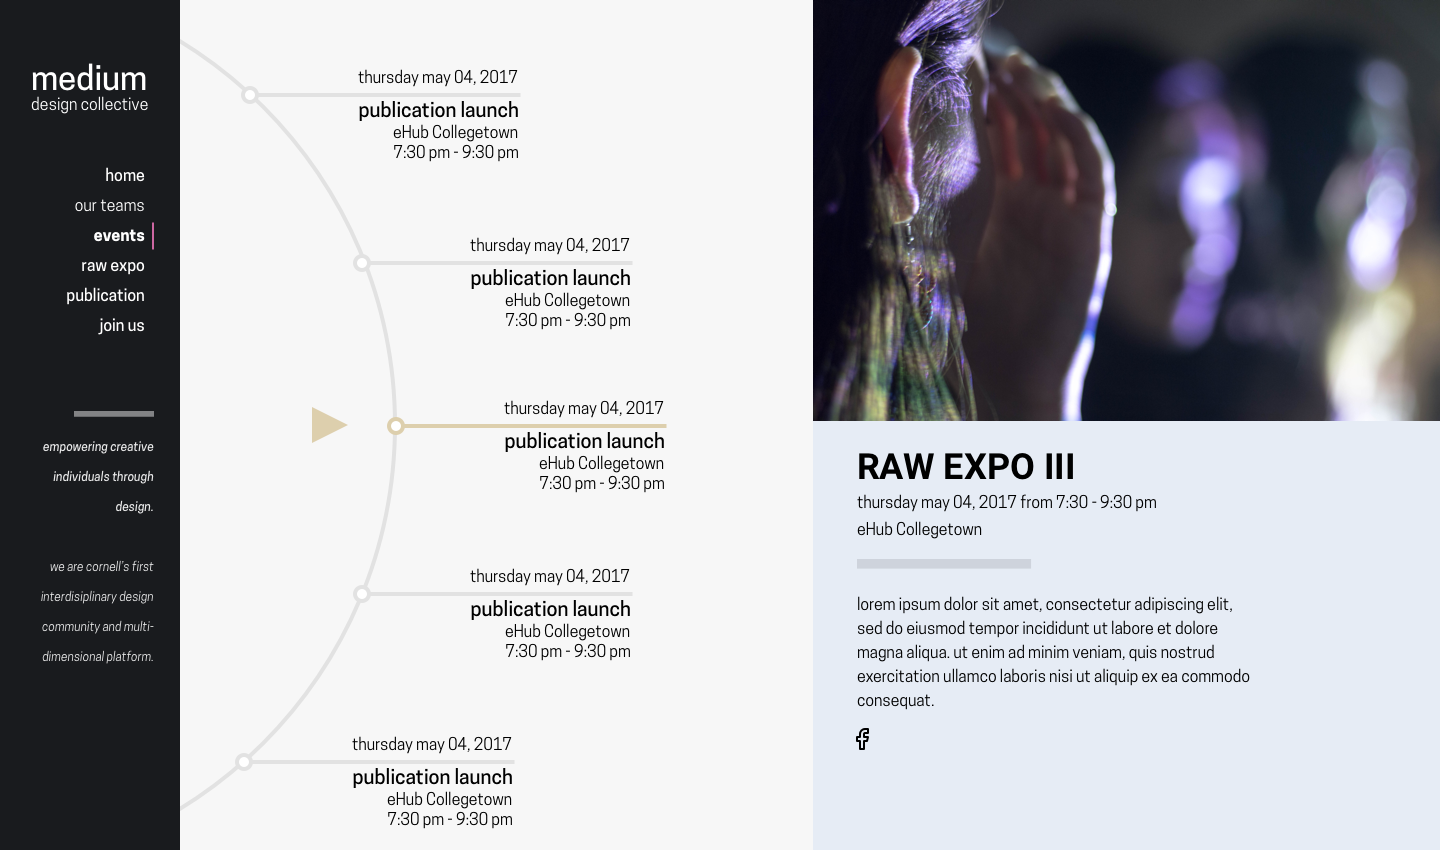 medium
design collective
home
our teams
events
raw expo
publication
join us
empowering creative
individuals through
design.
we are cornell's first
interdisiplinary design
community and multi-
dimensional platform.
thursday may 04, 2017
publication launch
eHub Collegetown
7:30 pm - 9:30 pm
thursday may 04, 2017
publication launch
eHub Collegetown
7:30 pm - 9:30 pm
thursday may 04, 2017
publication launch
eHub Collegetown
7:30 pm - 9:30 pm
thursday may 04, 2017
publication launch
eHub Collegetown
7:30 pm - 9:30 pm
thursday may 04, 2017
publication launch
eHub Collegetown
7:30 pm - 9:30 pm
RAW EXPO III
thursday may 04, 2017 from 7:30 - 9:30 pm
eHub Collegetown
lorem ipsum dolor sit amet, consectetur adipiscing elit,
sed do eiusmod tempor incididunt ut labore et dolore
magna aliqua. ut enim ad minim veniam, quis nostrud
exercitation ullamco laboris nisi ut aliquip ex ea commodo
consequat.